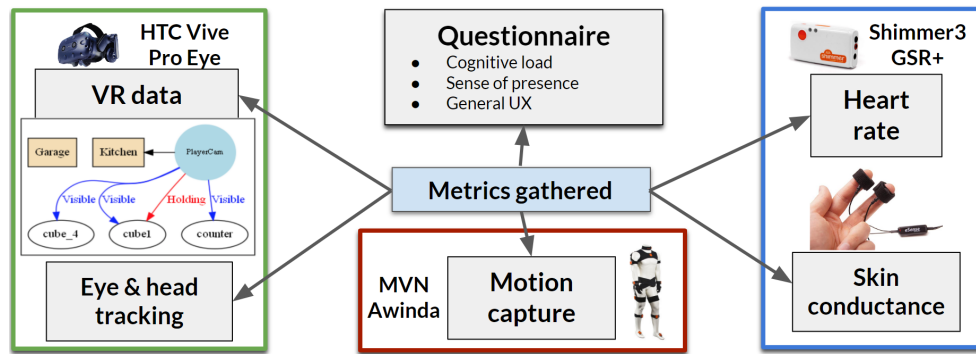 HTC Vive
Pro Eye
VR data
Garage
Kitchen
PlayerCam
Visible
Visible
Holding
Visible
cube_4
cube1
counter
Eye & head
tracking
Questionnaire
● Cognitive load
● Sense of presence
● General UX
Metrics gathered
MVN
Awinda
Motion
capture
shimmer
Shimmer3
GSR+
Heart
rate
Skin
conductance